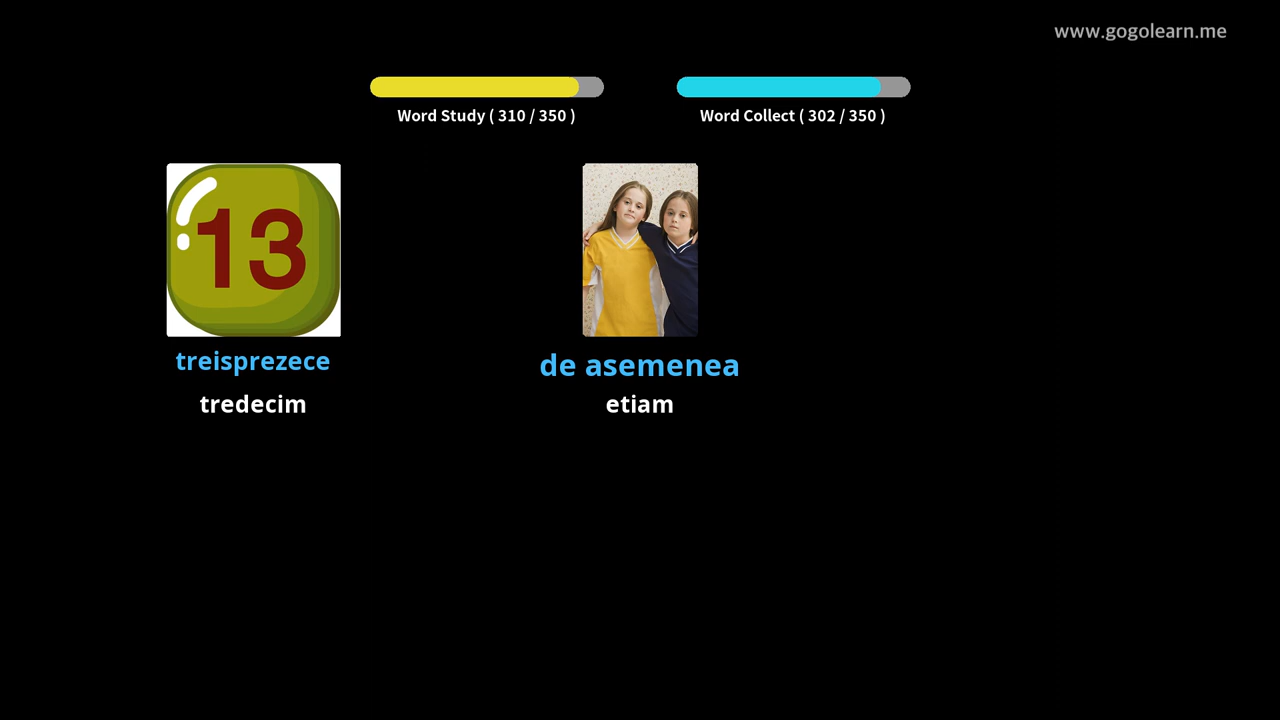 www.gogolearn.me
Word Study ( 310 / 350 )
Word Collect ( 302 / 350 )
13
treisprezece
tredecim
de asemenea
etiam